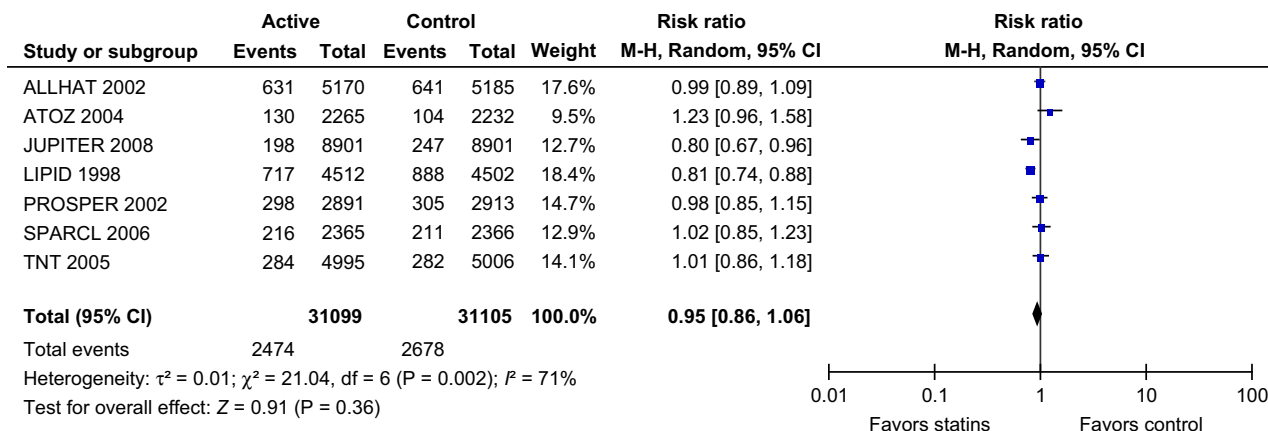 Active Control Risk ratio Risk ratio
Study or subgroup Events Total Events Total Weight M-H, Random, 95% CI M-H, Random, 95% CI
ALLHAT 2002 631 5170 641 5185 17.6% 0.99 [0.89, 1.09]
ATOZ 2004 130 2265 104 2232 9.5% 1.23 [0.96, 1.58]
JUPITER 2008 198 8901 247 8901 12.7% 0.80 [0.67, 0.96]
LIPID 1998 717 4512 888 4502 18.4% 0.81 [0.74, 0.88]
PROSPER 2002 298 2891 305 2913 14.7% 0.98 [0.85, 1.15]
SPARCL 2006 216 2365 211 2366 12.9% 1.02 [0.85, 1.23]
TNT 2005 284 4995 282 5006 14.1% 1.01 [0.86, 1.18]
Total (95% CI) 31099 31105 100.0% 0.95 [0.86, 1.06]
Total events 2474 2678
Heterogeneity: τ² = 0.01; χ² = 21.04, df = 6 (P = 0.002); I² = 71%
Test for overall effect: Z = 0.91 (P = 0.36)
0.01 0.1 1 10 100
Favors statins Favors control